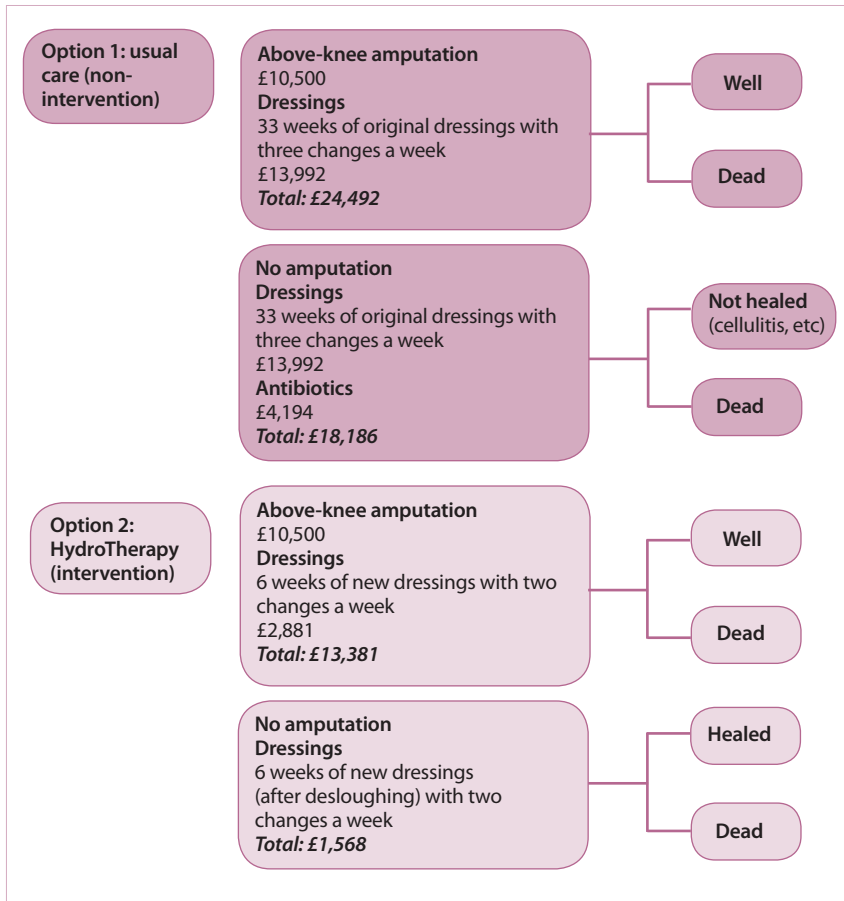 Option 1: usual
care (non-
intervention)
Above-knee amputation
£10,500
Dressings
33 weeks of original dressings with
three changes a week
£13,992
Total: £24,492
Well
Dead
No amputation
Dressings
33 weeks of original dressings with
three changes a week
£13,992
Antibiotics
£4,194
Total: £18,186
Not healed
(cellulitis, etc)
Dead
Option 2:
HydroTherapy
(intervention)
Above-knee amputation
£10,500
Dressings
6 weeks of new dressings with two
changes a week
£2,881
Total: £13,381
Well
Dead
No amputation
Dressings
6 weeks of new dressings
(after desloughing) with two
changes a week
Total: £1,568
Healed
Dead